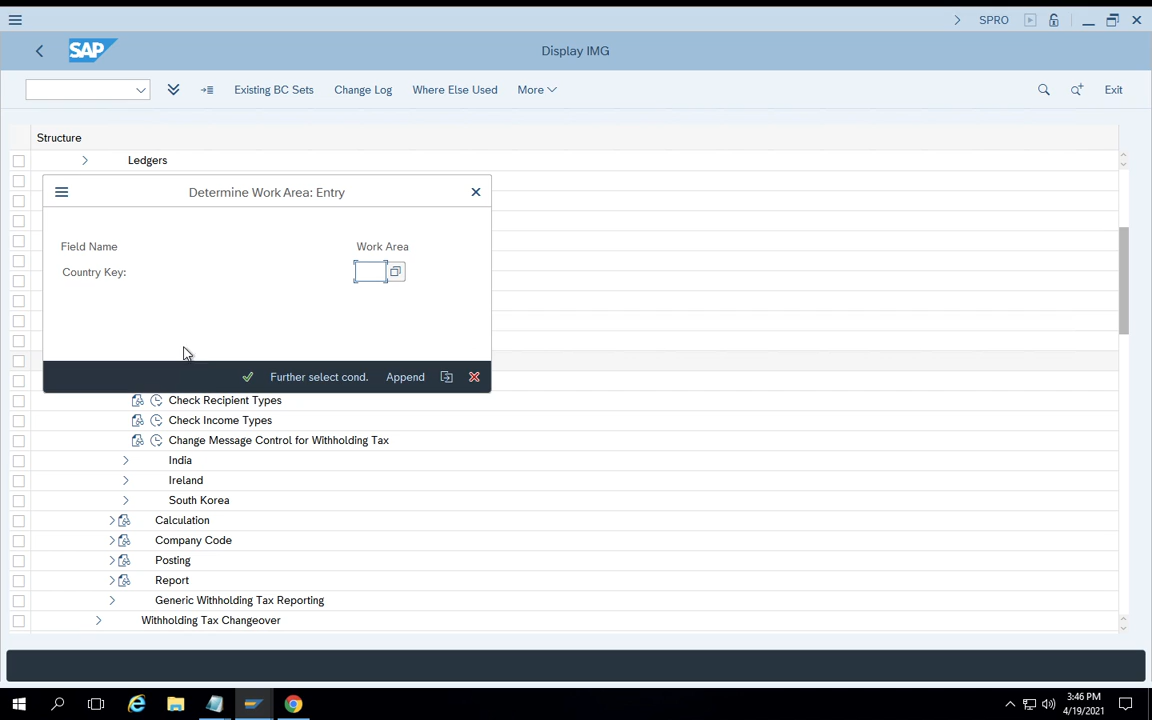 SPRO
SAP
Display IMG
Existing BC Sets Change Log Where Else Used More Exit
Structure
Ledgers
Determine Work Area: Entry
Field Name Work Area
Country Key:
Further select cond. Append
Check Recipient Types
Check Income Types
Change Message Control for Withholding Tax
India
Ireland
South Korea
Calculation
Company Code
Posting
Report
Generic Withholding Tax Reporting
Withholding Tax Changeover
3:46 PM
4/19/2021